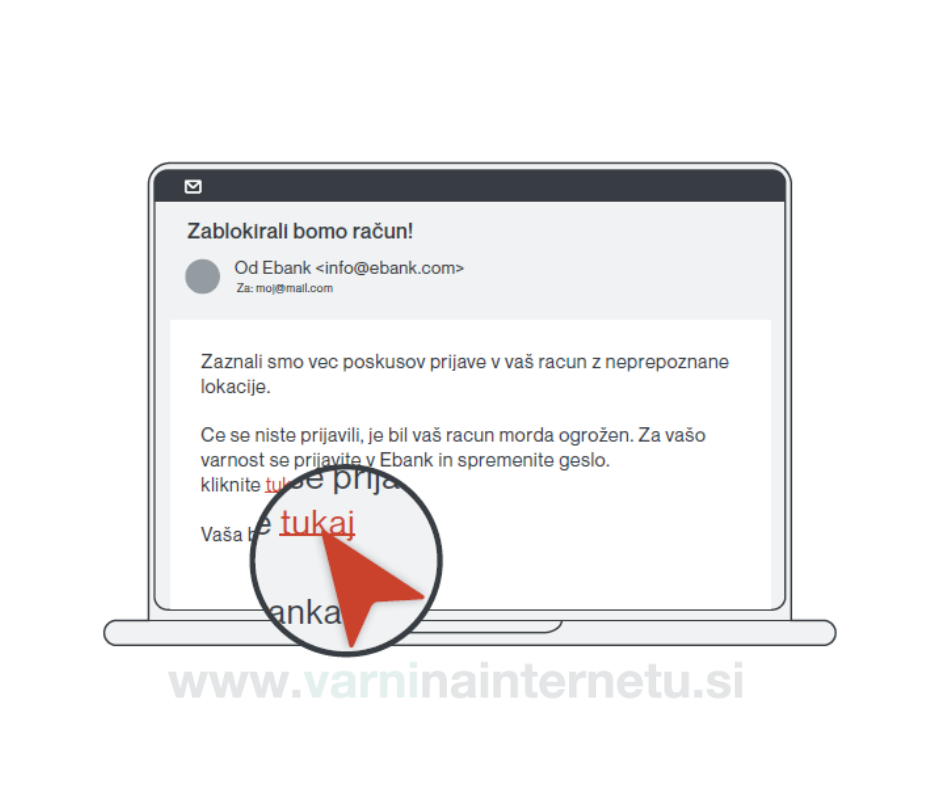 Zablokirali bomo račun!
Od Ebank <info@ebank.com>
Za: moj@mail.com
Zaznali smo vec poskusov prijave v vaš racun z neprepoznane
lokacije.
Ce se niste prijavili, je bil vaš racun morda ogrožen. Za vašo
varnost se prijavite v Ebank in spremenite geslo.
kliknite tuk
se prija
e tukaj
Vaša b
anka
www.varninainternetu.si